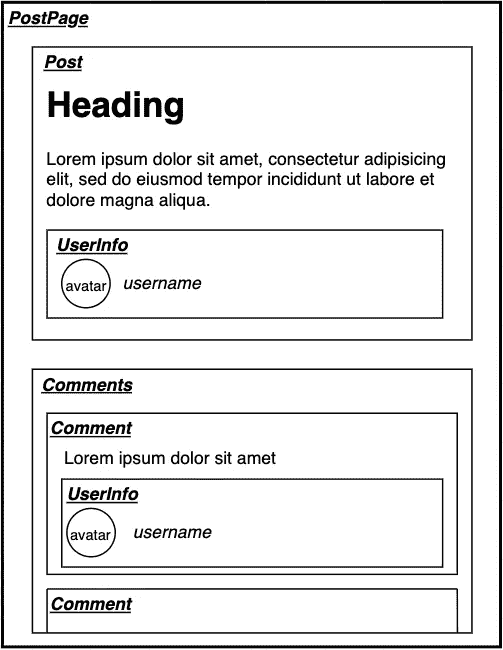 PostPage
Post
Heading
Lorem ipsum dolor sit amet, consectetur adipisicing
elit, sed do eiusmod tempor incididunt ut labore et
dolore magna aliqua.
UserInfo
avatar username
Comments
Comment
Lorem ipsum dolor sit amet
UserInfo
avatar username
Comment